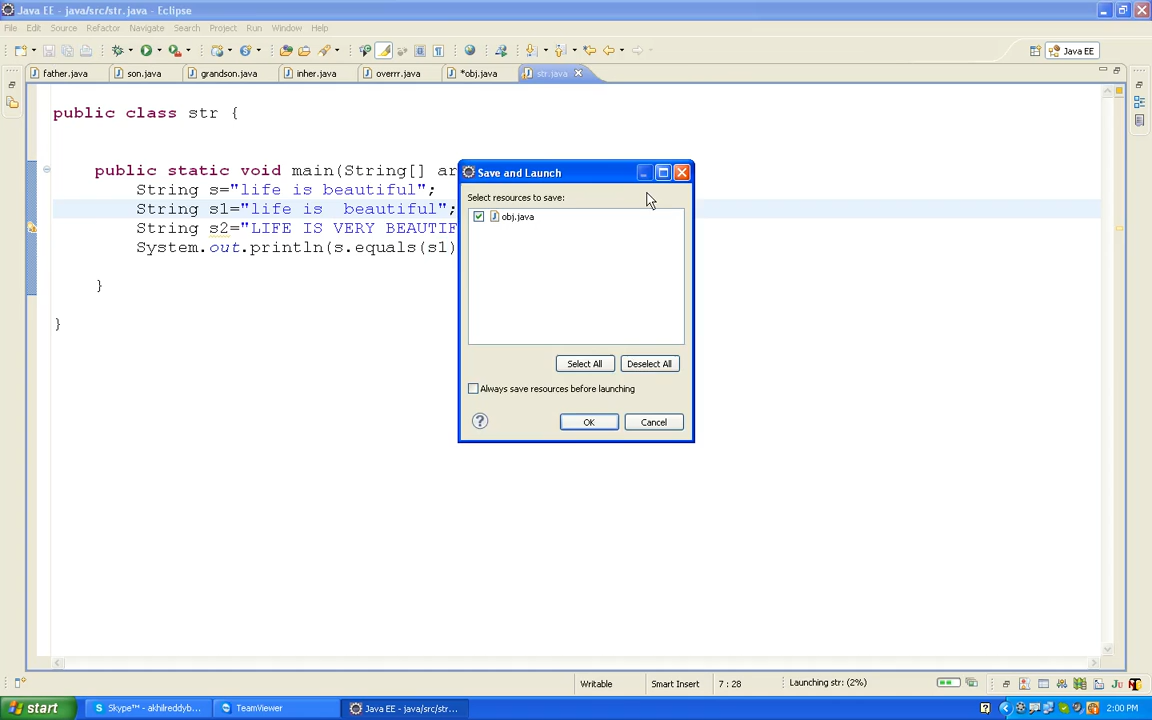 Java EE - java/src/str.java - Eclipse
File Edit Source Refactor Navigate Search Project Run Window Help
Java EE
father.java son.java grandson.java inher.java overrr.java *obj.java str.java
public class str {
public static void main(String[] ar
String s="life is beautiful";
String s1="life is  beautiful";
String s2="LIFE IS VERY BEAUTIF
System.out.println(s.equals(s1)
}
}
Save and Launch
Select resources to save:
obj.java
Select All Deselect All
Always save resources before launching
OK Cancel
Writable Smart Insert 7 : 28 Launching str: (2%)
start Skype™ - akhilreddyb... TeamViewer Java EE - java/src/str... 2:00 PM